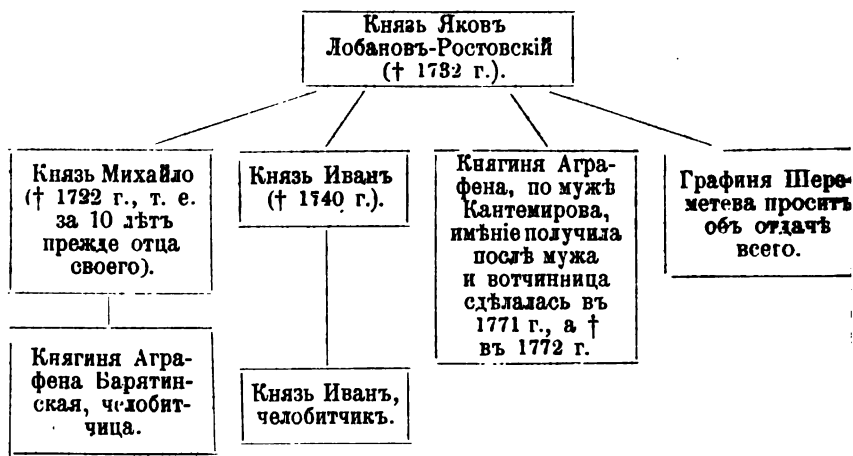 Князь Яковъ
Лобановъ-Ростовскій
(† 1732 г.).
Князь Михайло
(† 1722 г., т. е.
за 10 лѣтъ
прежде отца
своего).
Князь Иванъ
(† 1740 г.).
Княгиня Агра-
фена, по мужѣ
Кантемирова,
имѣніе получила
послѣ мужа
и вотчинница
сдѣлалась въ
1771 г., а †
въ 1772 г.
Графиня Шере-
метева проситъ
объ отдачѣ
всего.
Княгиня Агра-
фена Барятин-
ская, челобит-
чица.
Князь Иванъ,
челобитчикъ.